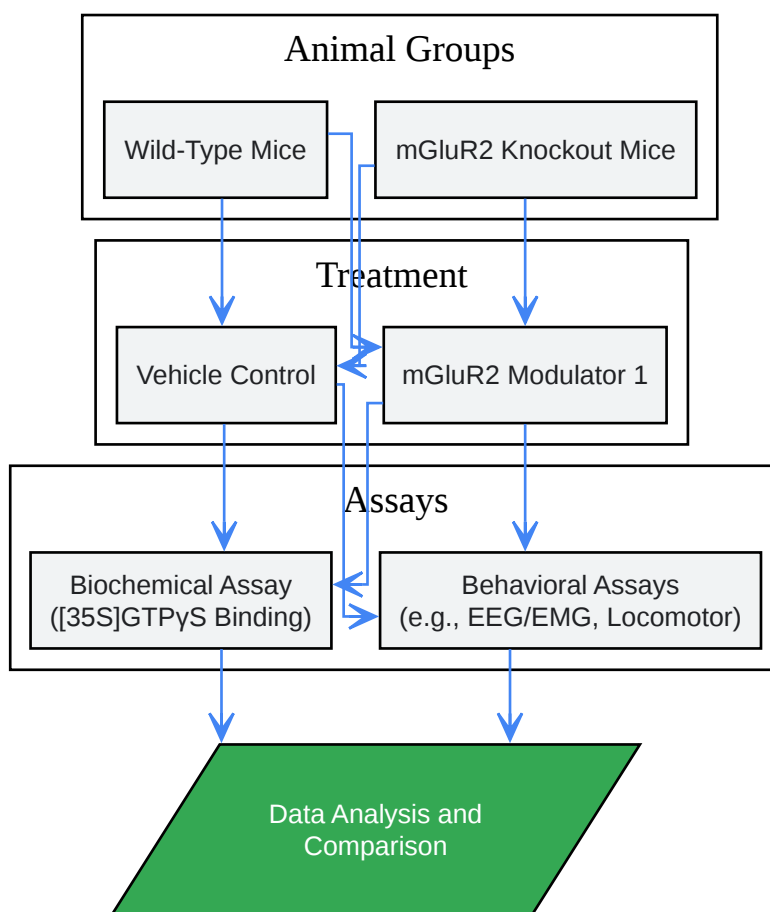 Animal Groups
Wild-Type Mice
mGluR2 Knockout Mice
Treatment
Vehicle Control
mGluR2 Modulator 1
Assays
Biochemical Assay
([35S]GTPγS Binding)
Behavioral Assays
(e.g., EEG/EMG, Locomotor)
Data Analysis and
Comparison